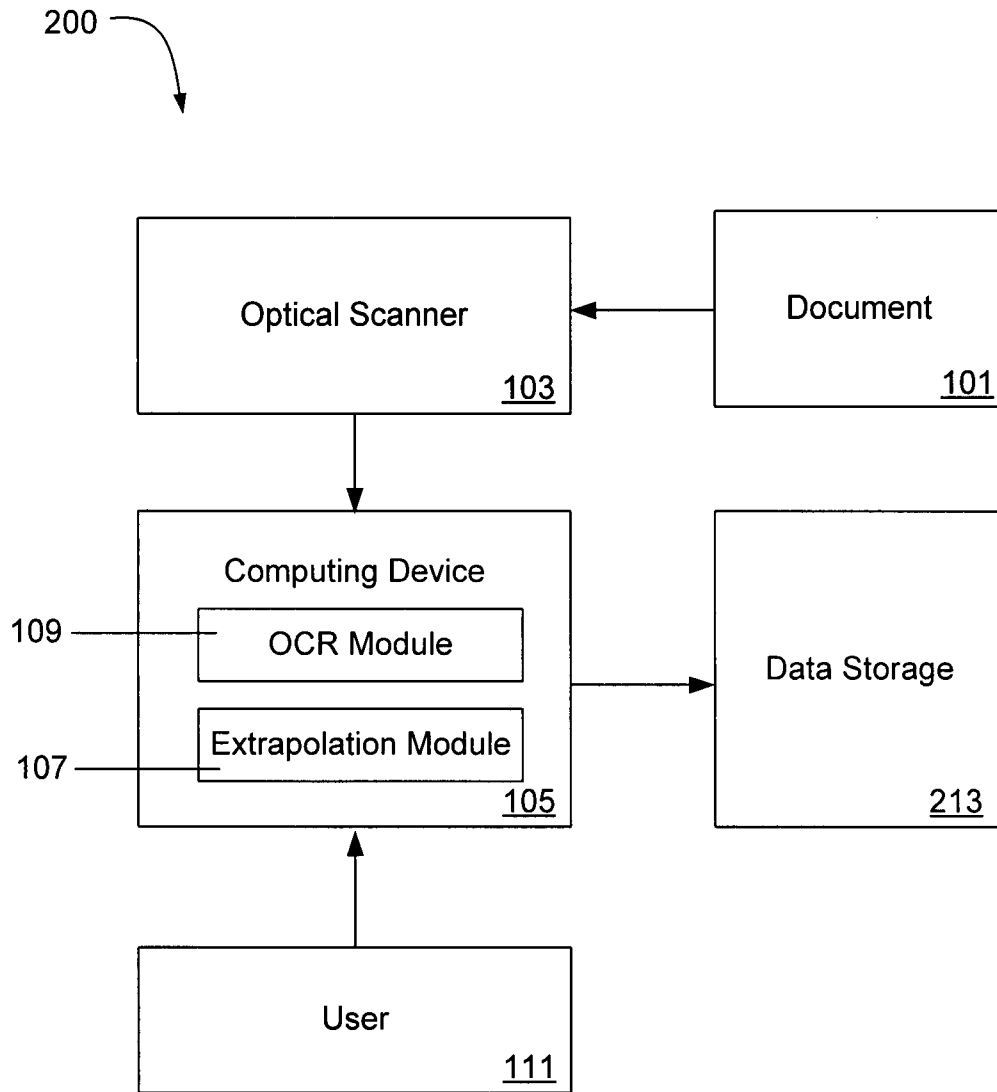 200
Optical Scanner
103
Document
101
Computing Device
109
OCR Module
107
Extrapolation Module
105
Data Storage
213
User
111